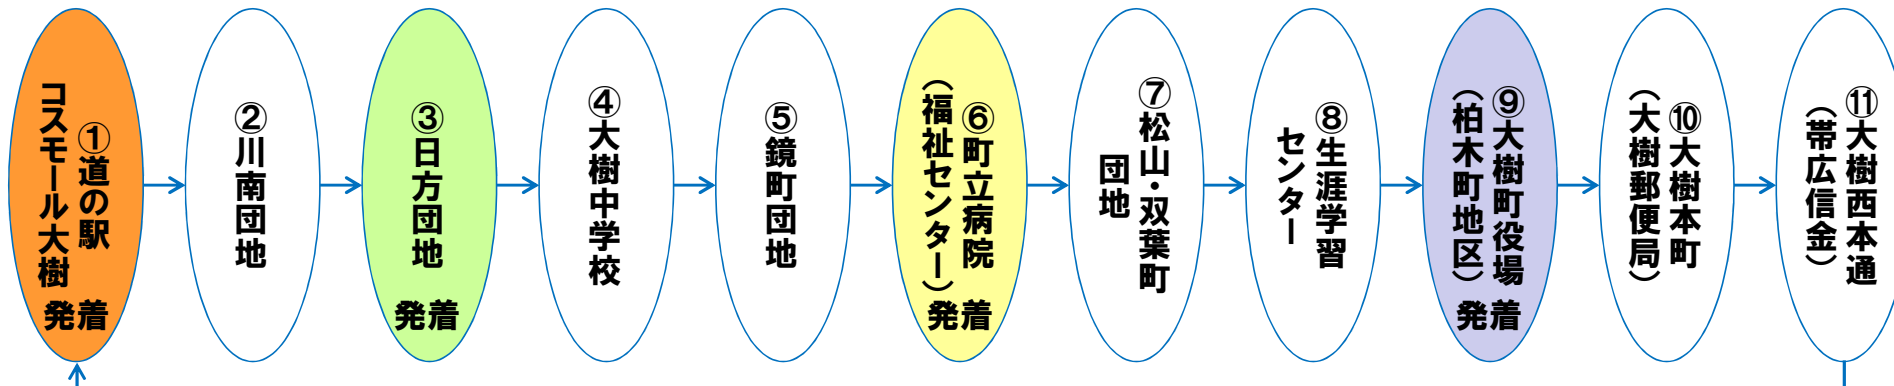 ①道の駅
コスモール大樹
発着
②川南団地
③日方団地
発着
④大樹中学校
⑤鏡町団地
⑥町立病院
（福祉センター）
発着
⑦松山・双葉町
団地
⑧生涯学習
センター
⑨大樹町役場
（柏木町地区）
発着
⑩大樹本町
（大樹郵便局）
⑪大樹西本通
（帯広信金）